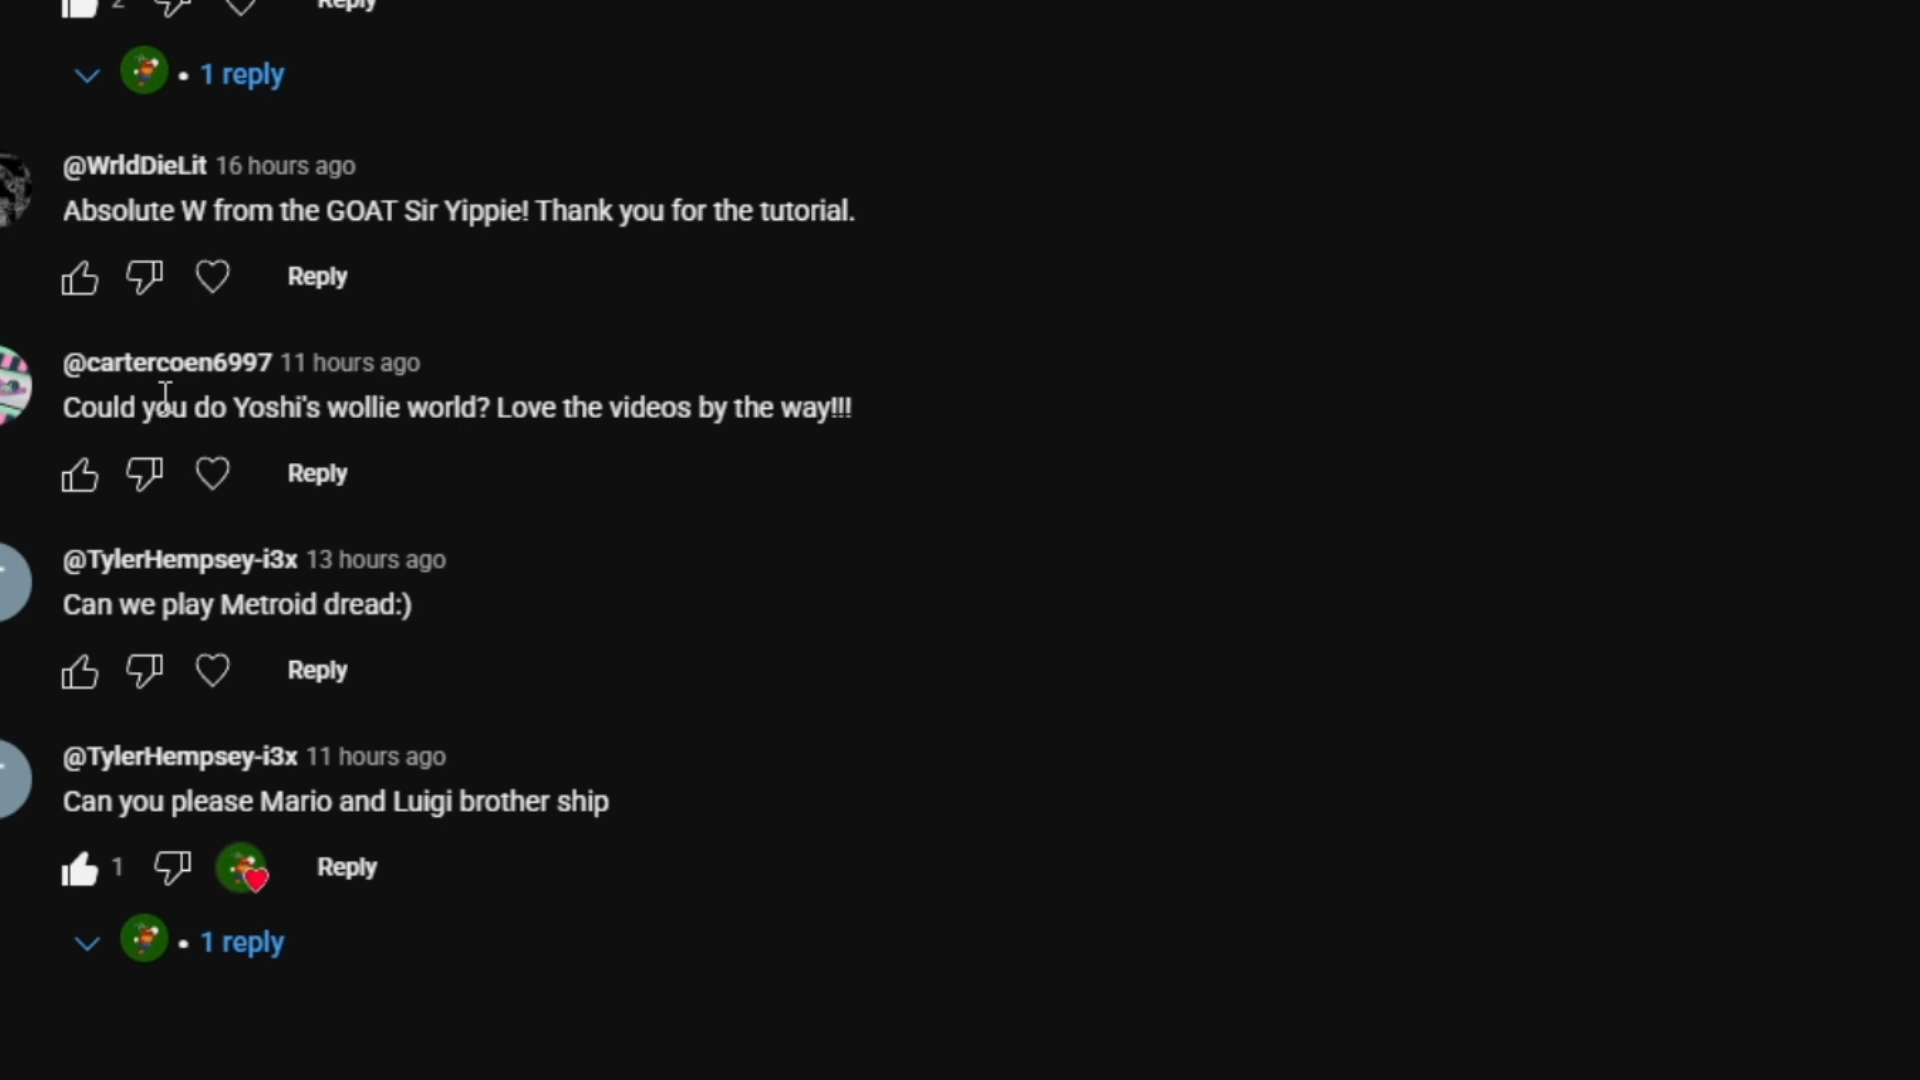 2 Reply
1 reply
@WrldDieLit 16 hours ago
Absolute W from the GOAT Sir Yippie! Thank you for the tutorial.
Reply
@cartercoen6997 11 hours ago
Could you do Yoshi's wollie world? Love the videos by the way!!!
Reply
@TylerHempsey-i3x 13 hours ago
Can we play Metroid dread:)
Reply
@TylerHempsey-i3x 11 hours ago
Can you please Mario and Luigi brother ship
1 Reply
1 reply